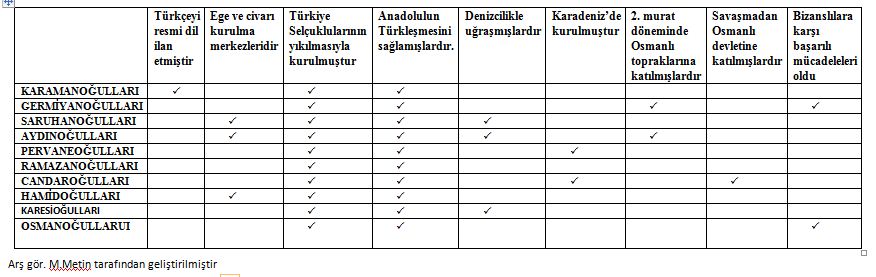 Türkçeyi resmi dil ilan etmiştir	Ege ve civarı kurulma merkezleridir	Türkiye Selçuklularının yıkılmasıyla kurulmuştur	Anadolulun Türkleşmesini sağlamışlardır.	Denizcilikle uğraşmışlardır	Karadeniz’de kurulmuştur	2. murat döneminde Osmanlı topraklarına katılmışlardır	Savaşmadan Osmanlı devletine katılmışlardır	Bizanslılara karşı başarılı mücadeleleri oldu
KARAMANOĞULLARI ✓ ✓ ✓
GERMİYANOĞULLARI ✓ ✓ ✓ ✓
SARUHANOĞULLARI ✓ ✓ ✓ ✓
AYDINOĞULLARI ✓ ✓ ✓ ✓ ✓
PERVANEOĞULLARI ✓ ✓ ✓
RAMAZANOĞULLARI ✓ ✓
CANDAROĞULLARI ✓ ✓ ✓ ✓
HAMİDOĞULLARI ✓ ✓ ✓
KARESİOĞULLARI ✓ ✓ ✓
OSMANOĞULLARUI ✓ ✓ ✓
Arş gör. M.Metin tarafından geliştirilmiştir